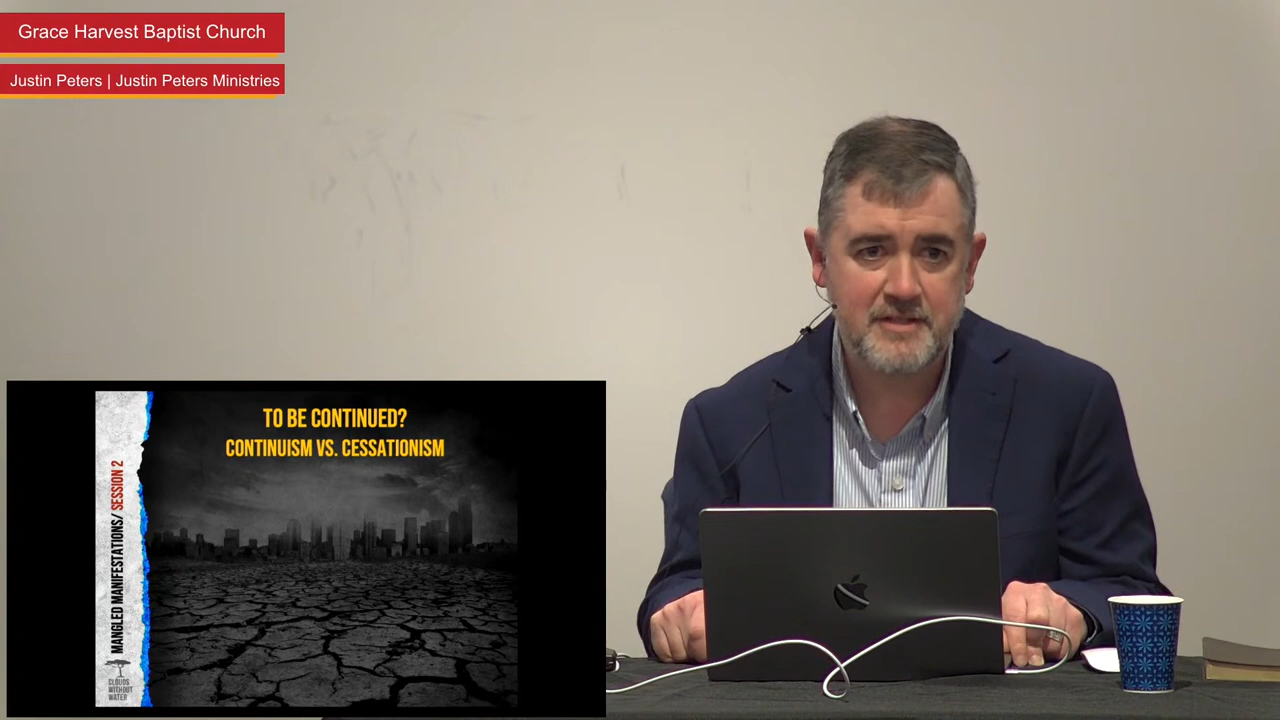 Grace Harvest Baptist Church
Justin Peters | Justin Peters Ministries
TO BE CONTINUED?
CONTINUISM VS. CESSATIONISM
MANGLED MANIFESTATIONS/ SESSION 2
CLOUDS
WITHOUT
WATER